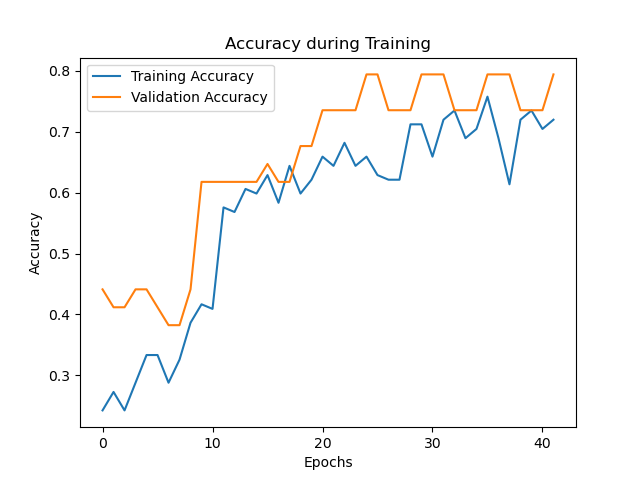 Accuracy during Training
Training Accuracy
Validation Accuracy
0.8
0.7
0.6
0.5
0.4
0.3
Accuracy
0 10 20 30 40
Epochs